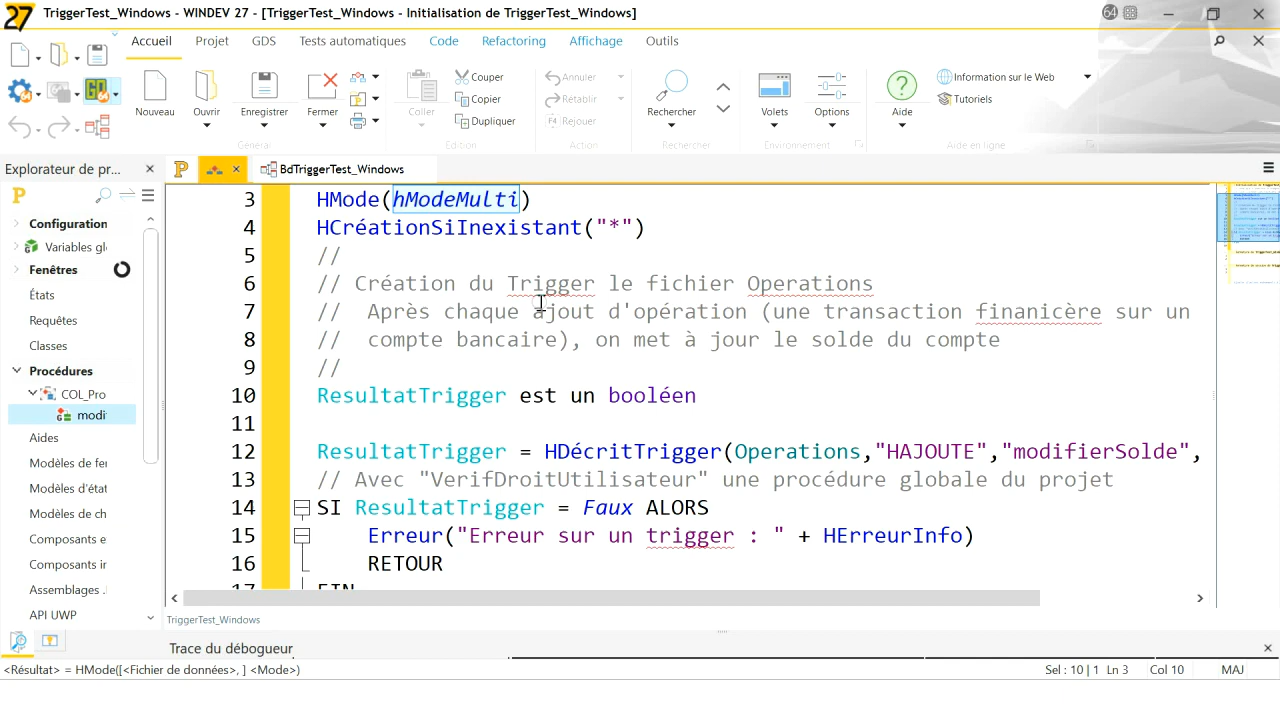 27 TriggerTest_Windows - WINDEV 27 - [TriggerTest_Windows - Initialisation de TriggerTest_Windows] 64
Accueil Projet GDS Tests automatiques Code Refactoring Affichage Outils
GO
Nouveau Ouvrir Enregistrer Fermer
Général
Coller Couper
Copier
Dupliquer
Edition
Annuler
Rétablir
F4 Rejouer
Action
Rechercher
Rechercher
Volets Options
Environnement
Aide
Information sur le Web
Tutoriels
Aide en ligne
Explorateur de pr...
BdTriggerTest_Windows
Configuration
Variables gl
Fenêtres
États
Requêtes
Classes
Procédures
COL_Pro
modi
Aides
Modèles de fer
Modèles d'état
Modèles de ch
Composants e
Composants ir
Assemblages .
API UWP
3 HMode(hModeMulti)
4 HCréationSiInexistant("*")
5 //
6 // Création du Trigger le fichier Operations
7 //  Après chaque ajout d'opération (une transaction finanicère sur un
8 //  compte bancaire), on met à jour le solde du compte
9 //
10 ResultatTrigger est un booléen
11
12 ResultatTrigger = HDécritTrigger(Operations,"HAJOUTE","modifierSolde",
13 // Avec "VerifDroitUtilisateur" une procédure globale du projet
14 SI ResultatTrigger = Faux ALORS
15 Erreur("Erreur sur un trigger : " + HErreurInfo)
16 RETOUR
17 FIN
TriggerTest_Windows
Trace du débogueur
<Résultat> = HMode([<Fichier de données>, ] <Mode>)
Sel : 10 | 1 Ln 3 Col 10 MAJ